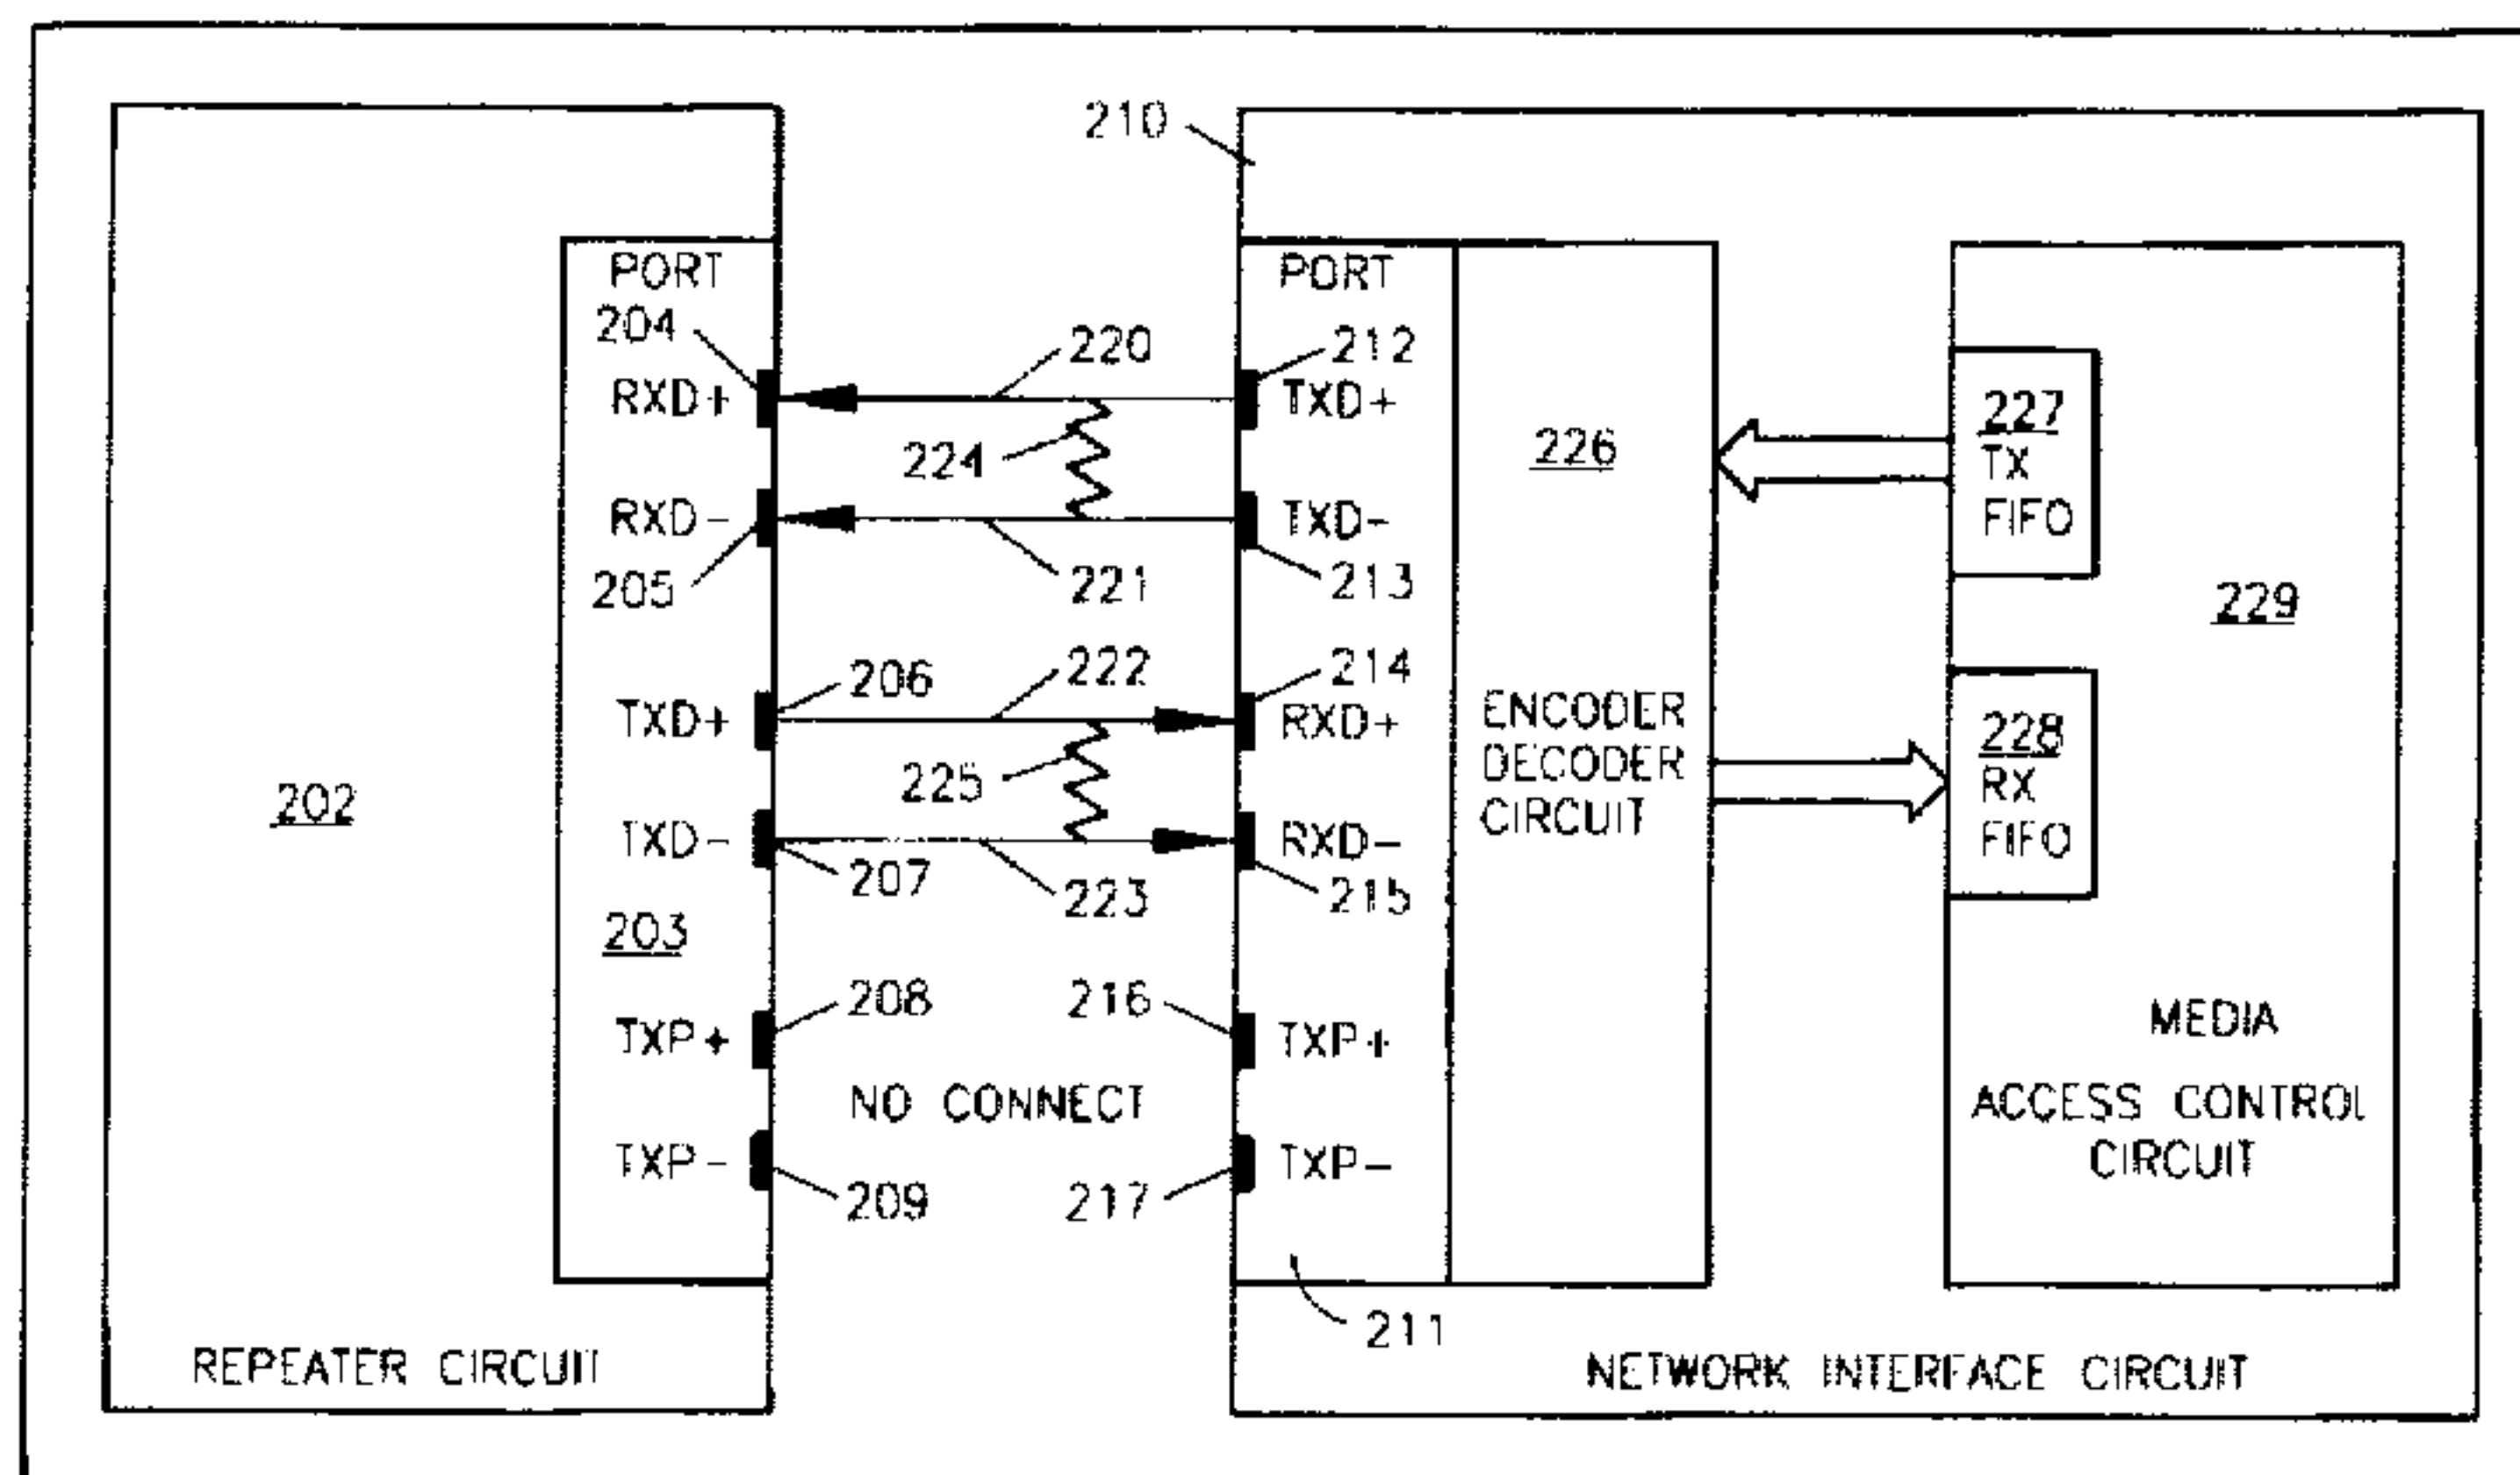 210
PORT
204
RXD+
220
224
RXD-
205
221
206
TXD+
222
225
TXD-
207
223
203
208
TXP+
NO CONNECT
TXP-
209
202
REPEATER CIRCUIT
PORT
212
TXD+
TXD-
213
214
RXD+
RXD-
215
216
TXP+
217
TXP-
211
226
ENCODER
DECODER
CIRCUIT
227
TX
FIFO
228
RX
FIFO
229
MEDIA
ACCESS CONTROL
CIRCUIT
NETWORK INTERFACE CIRCUIT